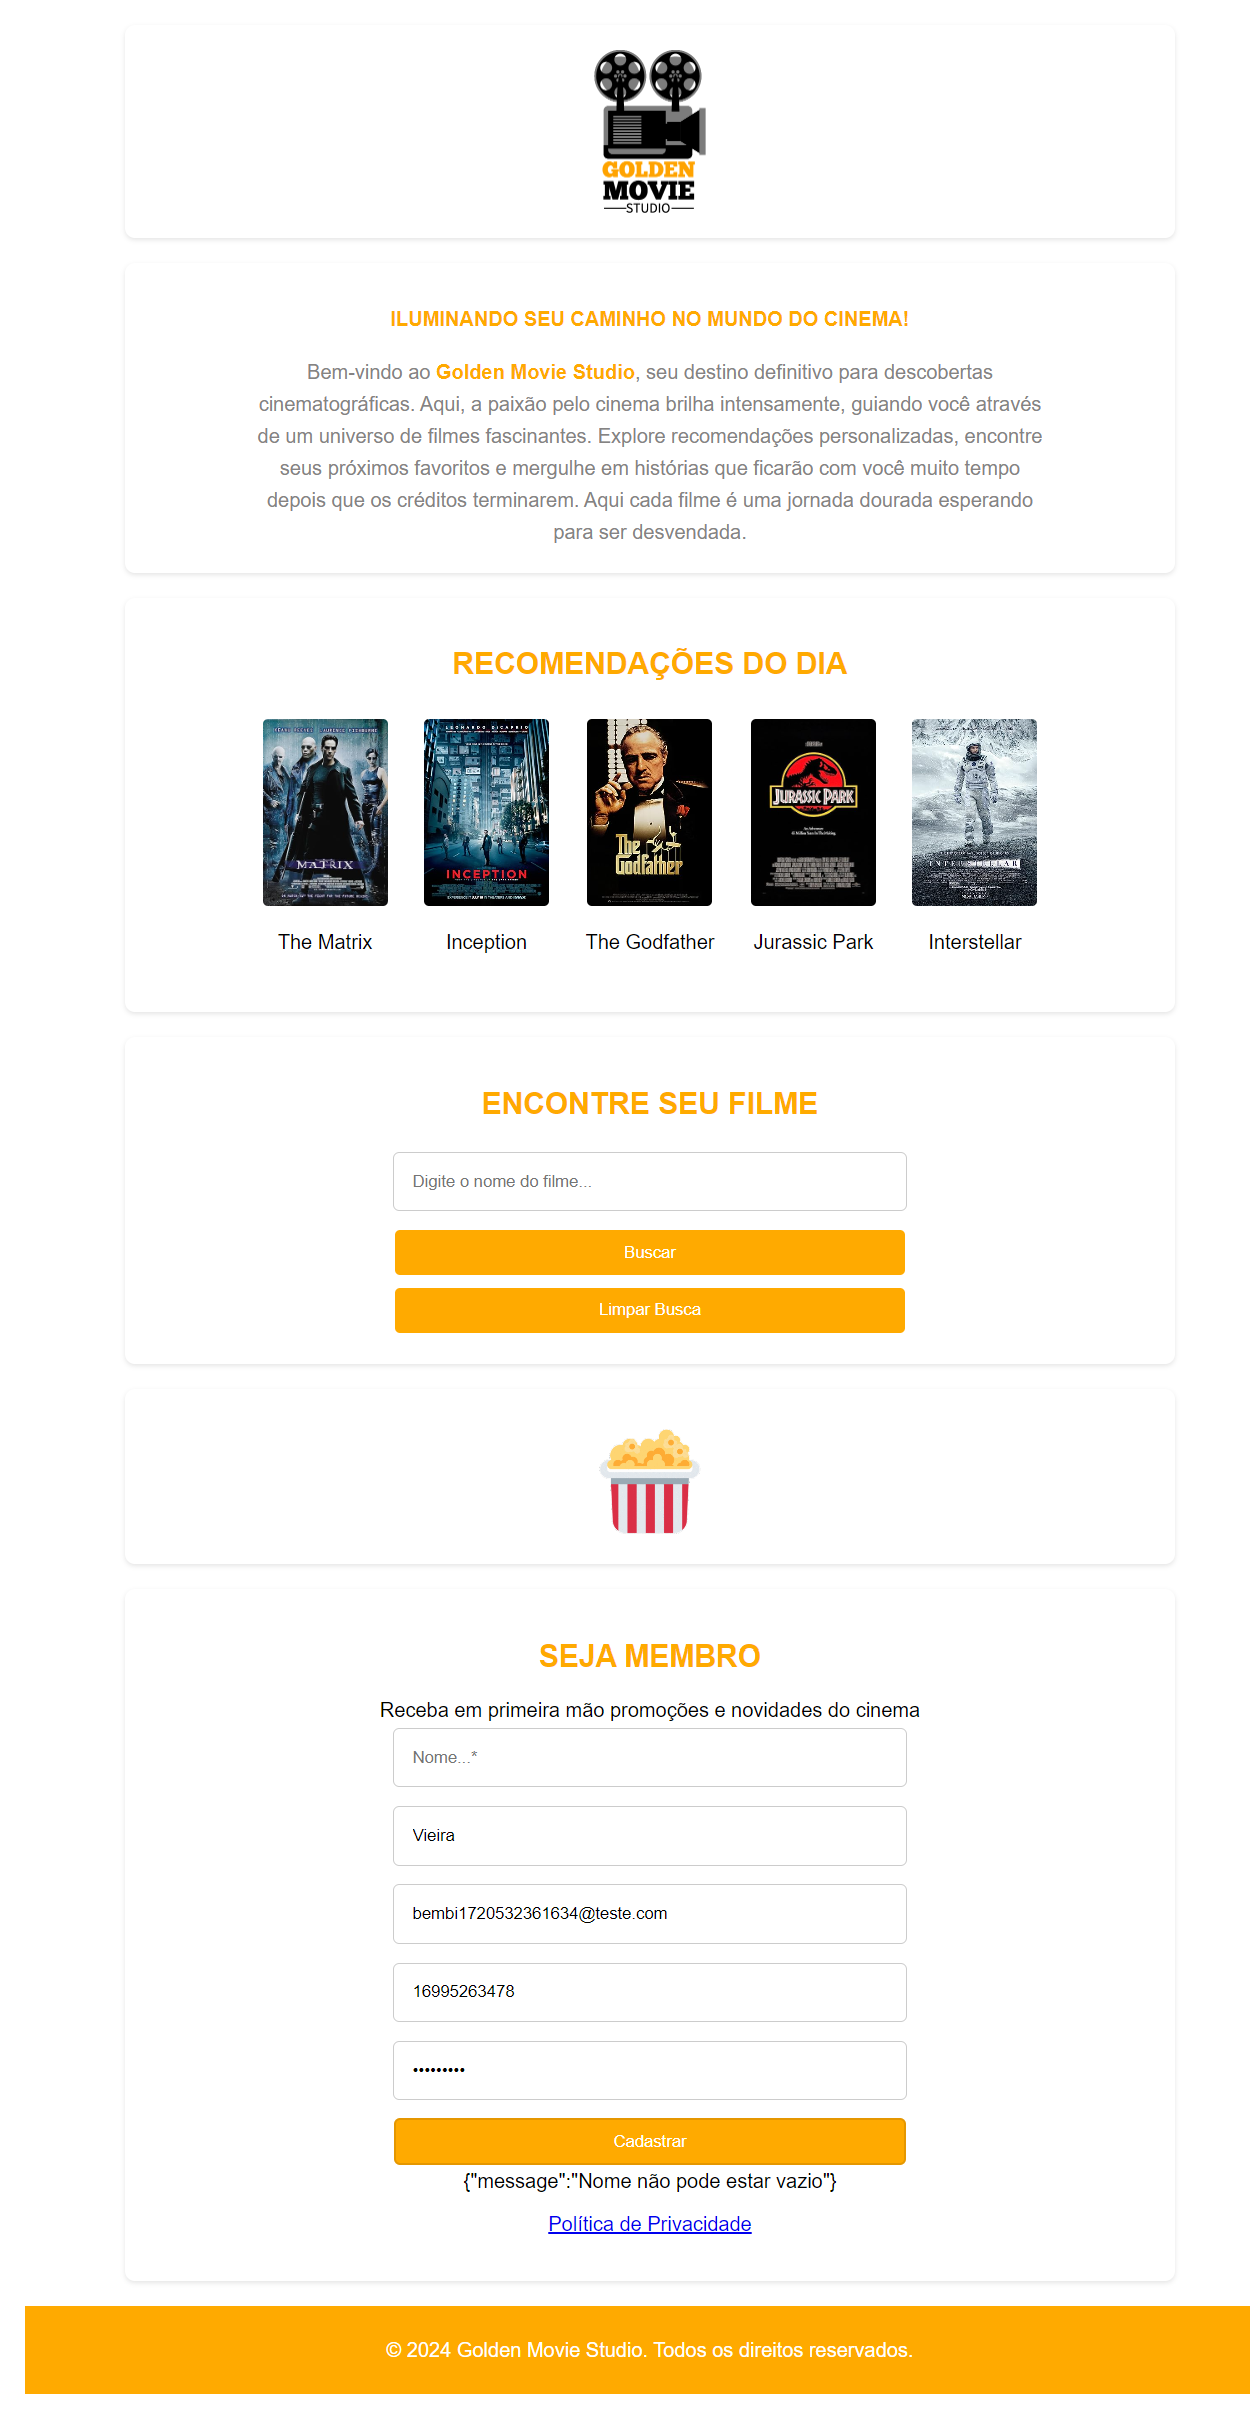 GOLDEN
MOVIE
STUDIO
ILUMINANDO SEU CAMINHO NO MUNDO DO CINEMA!
Bem-vindo ao Golden Movie Studio, seu destino definitivo para descobertas
cinematográficas. Aqui, a paixão pelo cinema brilha intensamente, guiando você através
de um universo de filmes fascinantes. Explore recomendações personalizadas, encontre
seus próximos favoritos e mergulhe em histórias que ficarão com você muito tempo
depois que os créditos terminarem. Aqui cada filme é uma jornada dourada esperando
para ser desvendada.
RECOMENDAÇÕES DO DIA
MATRIX
LEONARDO DICAPRIO
INCEPTION
The
Godfather
JURASSIC PARK
INTERSTELLAR
The Matrix
Inception
The Godfather
Jurassic Park
Interstellar
ENCONTRE SEU FILME
Digite o nome do filme...
Buscar
Limpar Busca
SEJA MEMBRO
Receba em primeira mão promoções e novidades do cinema
Nome...*
Vieira
bembi1720532361634@teste.com
16995263478
•••••••••
Cadastrar
{"message":"Nome não pode estar vazio"}
Política de Privacidade
© 2024 Golden Movie Studio. Todos os direitos reservados.